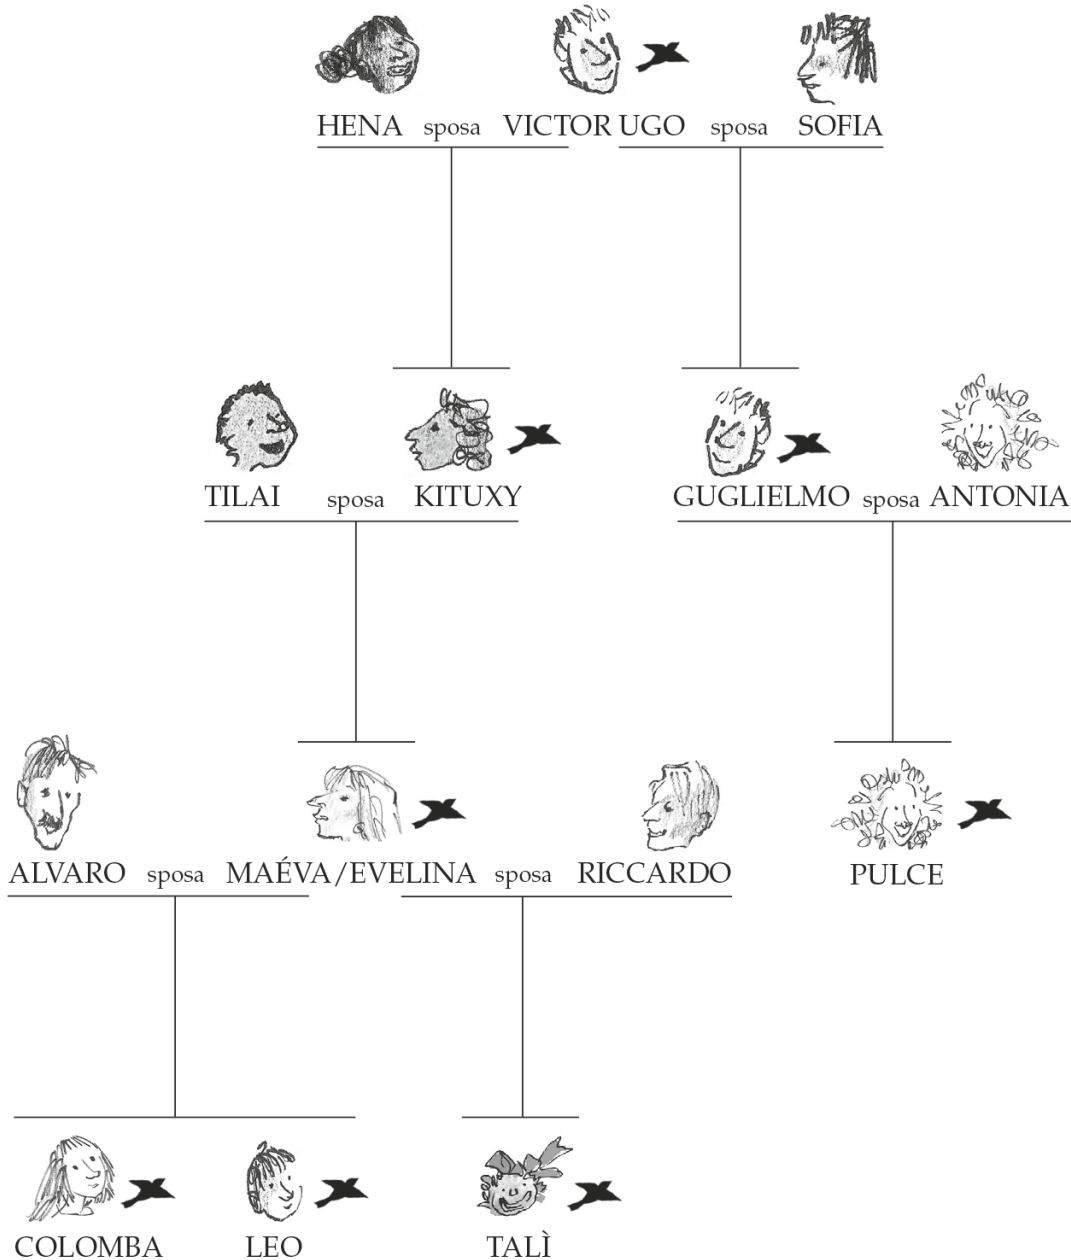 HENA sposa VICTOR UGO sposa SOFIA
TILAI sposa KITUXY GUGLIELMO sposa ANTONIA
ALVARO sposa MAÉVA/EVELINA sposa RICCARDO PULCE
COLOMBA LEO TALÌ